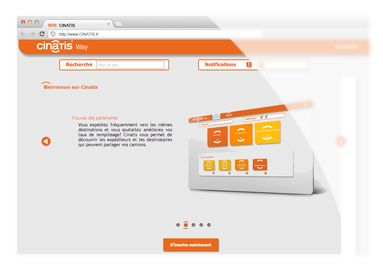 CINATIS
http://www.CINATIS.fr
cinatis Way
Recherche
Notifications
Bienvenue sur Cinatis
Trouvez des partenaires
Vous expédiez fréquemment vers les mêmes
destinations et vous souhaitez améliorez vos
taux de remplissage? Cinatis vous permet de
découvrir les expéditeurs et les destinataires
qui peuvent partager vos camions.
S'inscrire maintenant